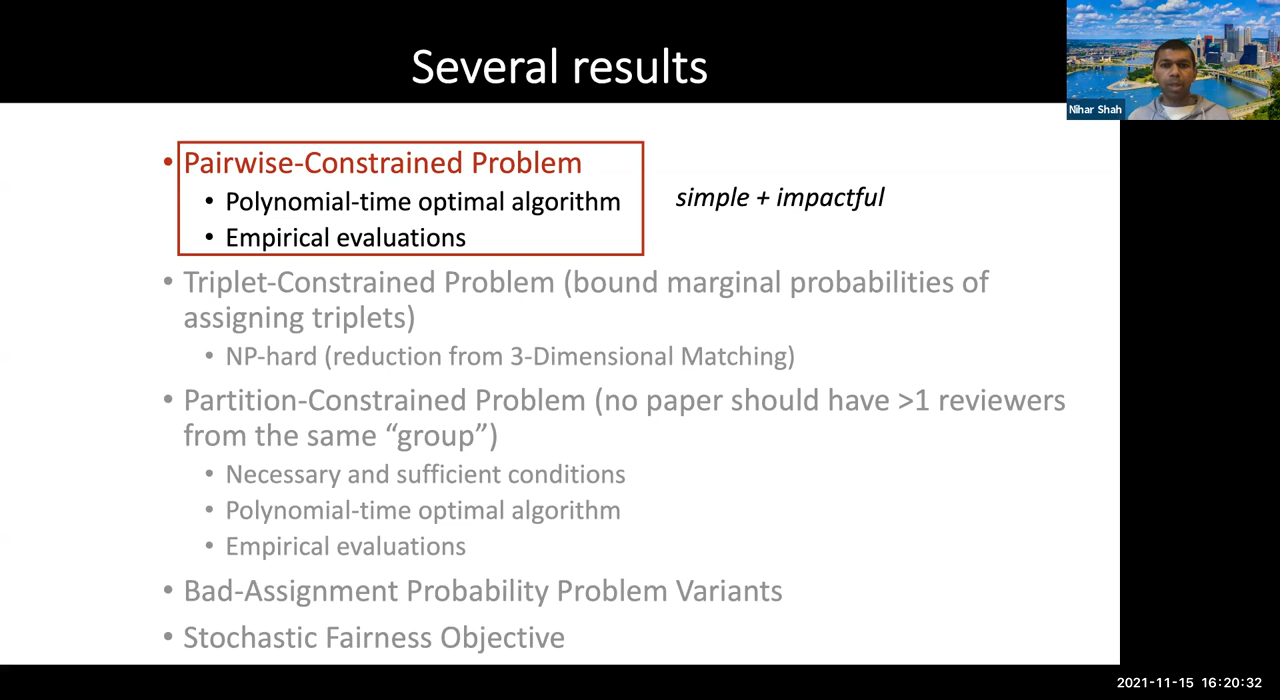 Several results
Nihar Shah
• Pairwise-Constrained Problem
• Polynomial-time optimal algorithm
simple + impactful
• Empirical evaluations
• Triplet-Constrained Problem (bound marginal probabilities of
assigning triplets)
• NP-hard (reduction from 3-Dimensional Matching)
• Partition-Constrained Problem (no paper should have >1 reviewers
from the same “group”)
• Necessary and sufficient conditions
• Polynomial-time optimal algorithm
• Empirical evaluations
• Bad-Assignment Probability Problem Variants
• Stochastic Fairness Objective
2021-11-15 16:20:32